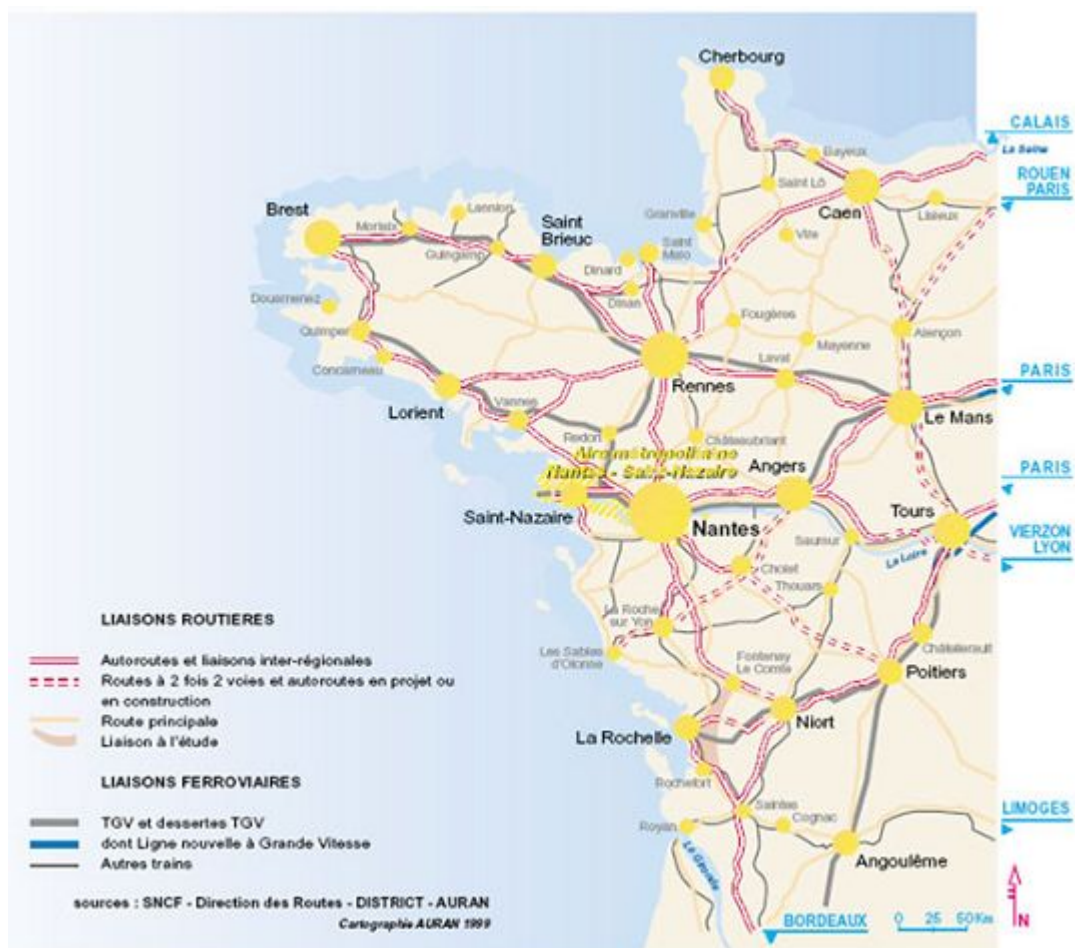 Cherbourg
CALAIS
La Seine
Bayeux
ROUEN
PARIS
Saint Lô
Caen
Lisieux
Lannion
Brest
Morlaix
Granville
Saint
Brieuc
Guingamp
Saint
Malo
Vire
Dinard
Dinan
Douarnenez
Fougères
Quimper
Alençon
Mayenne
Laval
Concarneau
PARIS
Rennes
Vannes
Lorient
Le Mans
Redon
Châteaubriant
Aire métropolitaine
Nantes - Saint-Nazaire
Angers
PARIS
Saint-Nazaire
Tours
Nantes
VIERZON
LYON
Saumur
La Loire
Cholet
Thouars
La Roche
sur Yon
LIAISONS ROUTIERES
Les Sables
d'Olonne
Châtellerault
Fontenay
Le Comte
Autoroutes et liaisons inter-régionales
Poitiers
Routes à 2 fois 2 voies et autoroutes en projet ou
en construction
Route principale
Niort
La Rochelle
Liaison à l'étude
LIAISONS FERROVIAIRES
Rochefort
Saintes
LIMOGES
Cognac
TGV et dessertes TGV
Royan
dont Ligne nouvelle à Grande Vitesse
Autres trains
Angoulême
La Gironde
sources : SNCF - Direction des Routes - DISTRICT - AURAN
Cartographie AURAN 1999
BORDEAUX
0 25 50 Km
N